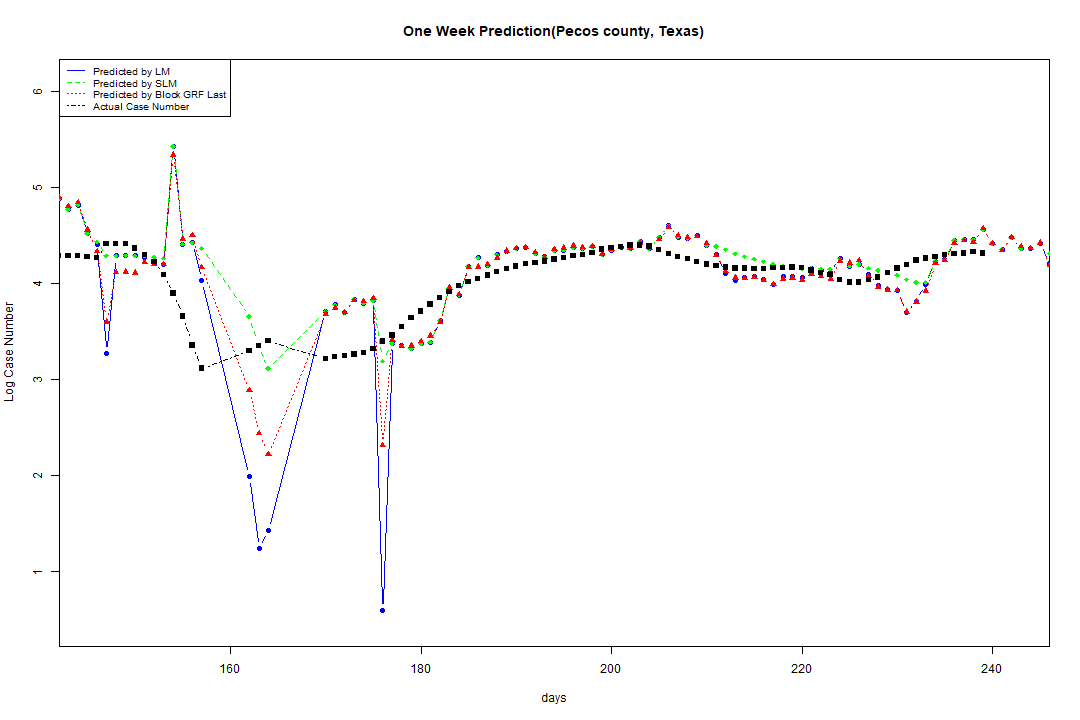 One Week Prediction(Pecos county, Texas)
Predicted by LM
Predicted by SLM
Predicted by Block GRF Last
Actual Case Number
6
5
4
3
2
1
Log Case Number
160 180 200 220 240
days